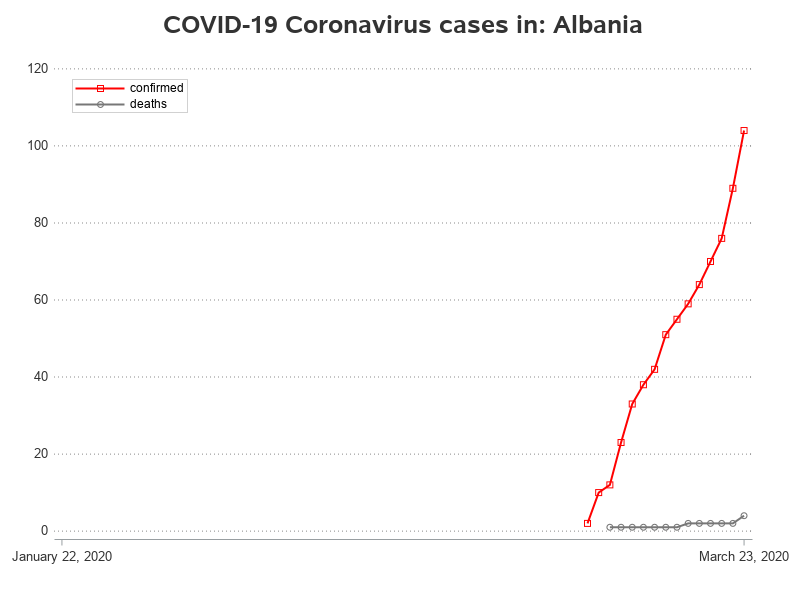 COVID-19 Coronavirus cases in: Albania
120
confirmed
deaths
100
80
60
40
20
0
January 22, 2020
March 23, 2020